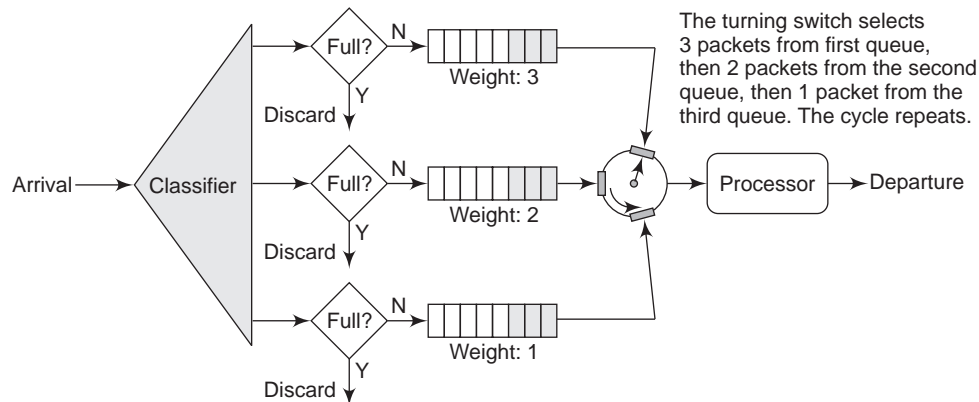 The turning switch selects
3 packets from first queue,
then 2 packets from the second
queue, then 1 packet from the
third queue. The cycle repeats.
Full?
N
Y
Discard
Weight: 3
Arrival
Classifier
Full?
N
Y
Discard
Weight: 2
Processor
Departure
Full?
N
Y
Discard
Weight: 1